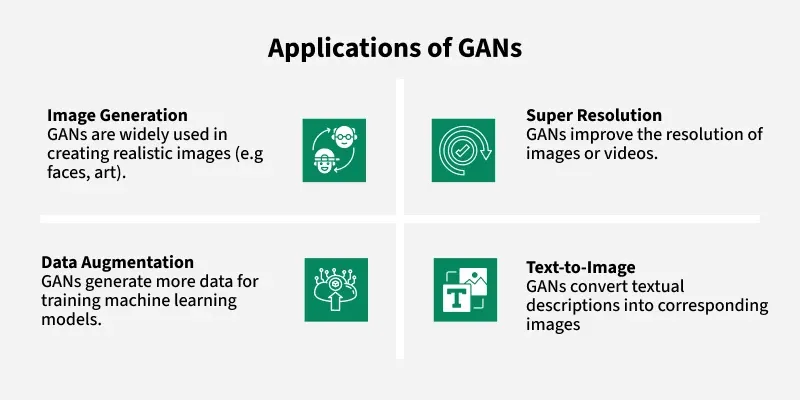 Applications of GANs
Image Generation
GANs are widely used in
creating realistic images (e.g
faces, art).
Super Resolution
GANs improve the resolution of
images or videos.
Data Augmentation
GANs generate more data for
training machine learning
models.
T
Text-to-Image
GANs convert textual
descriptions into corresponding
images